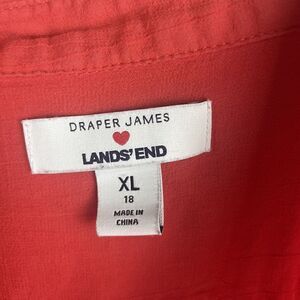 DRAPER JAMES
LANDS' END
XL
18
MADE IN
CHINA